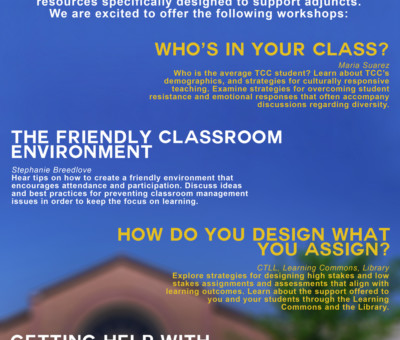 resources specifically designed to support adjuncts.
We are excited to offer the following workshops:
WHO'S IN YOUR CLASS?
Maria Suarez
Who is the average TCC student? Learn about TCC's
demographics, and strategies for culturally responsive
teaching. Examine strategies for overcoming student
resistance and emotional responses that often accompany
discussions regarding diversity.
THE FRIENDLY CLASSROOM
ENVIRONMENT
Stephanie Breedlove
Hear tips on how to create a friendly environment that
encourages attendance and participation. Discuss ideas
and best practices for preventing classroom management
issues in order to keep the focus on learning.
HOW DO YOU DESIGN WHAT
YOU ASSIGN?
CTLL, Learning Commons, Library
Explore strategies for designing high stakes and low
stakes assignments and assessments that align with
learning outcomes. Learn about the support offered to
you and your students through the Learning
Commons and the Library.
GETTING HELP WITH